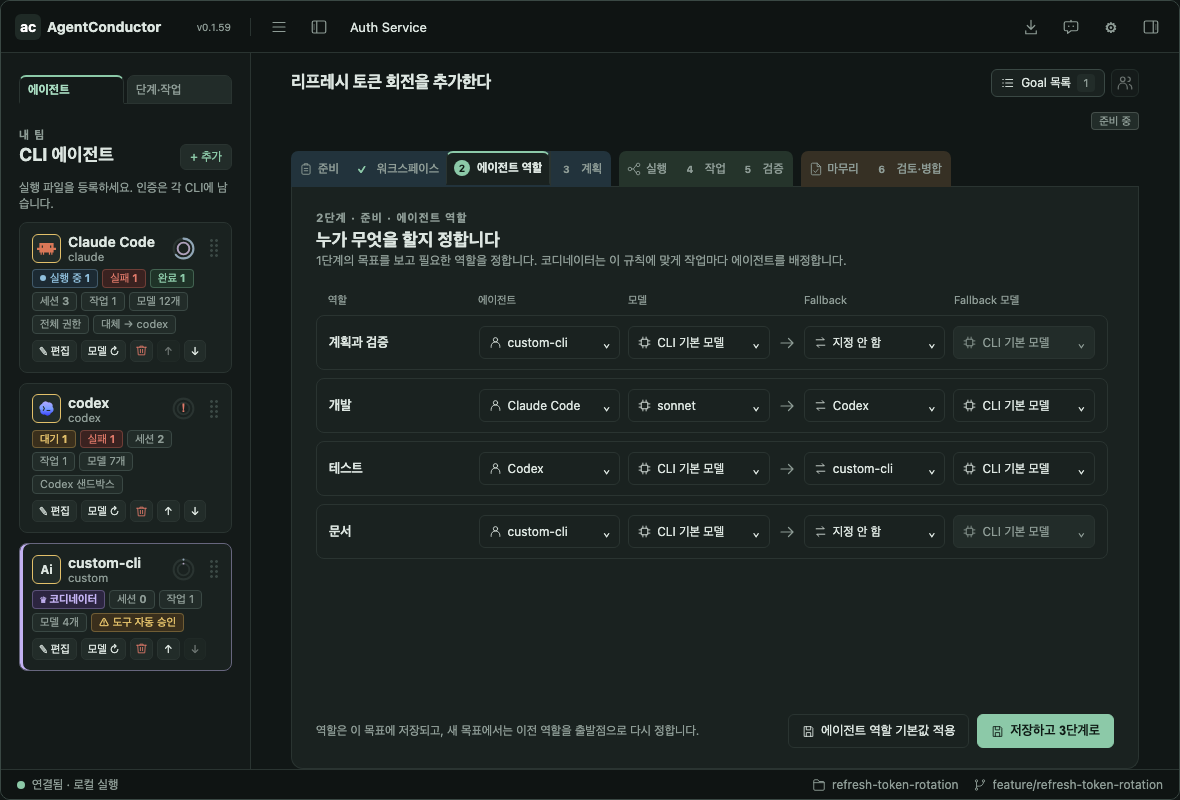 ac AgentConductor v0.1.59 Auth Service
에이전트 단계·작업
내 팀
CLI 에이전트
+ 추가
실행 파일을 등록하세요. 인증은 각 CLI에 남
습니다.
Claude Code
claude
실행 중 1 실패 1 완료 1
세션 3 작업 1 모델 12개
전체 권한 대체 → codex
편집 모델
codex
codex
대기 1 실패 1 세션 2
작업 1 모델 7개
Codex 샌드박스
편집 모델
Ai custom-cli
custom
코디네이터 세션 0 작업 1
모델 4개 도구 자동 승인
편집 모델
리프레시 토큰 회전을 추가한다
Goal 목록 1
준비 중
준비 워크스페이스 2 에이전트 역할 3 계획 실행 4 작업 5 검증 마무리 6 검토·병합
2단계 · 준비 · 에이전트 역할
누가 무엇을 할지 정합니다
1단계의 목표를 보고 필요한 역할을 정합니다. 코디네이터는 이 규칙에 맞게 작업마다 에이전트를 배정합니다.
역할 에이전트 모델 Fallback Fallback 모델
계획과 검증 custom-cli CLI 기본 모델 → 지정 안 함 CLI 기본 모델
개발 Claude Code sonnet → Codex CLI 기본 모델
테스트 Codex CLI 기본 모델 → custom-cli CLI 기본 모델
문서 custom-cli CLI 기본 모델 → 지정 안 함 CLI 기본 모델
역할은 이 목표에 저장되고, 새 목표에서는 이전 역할을 출발점으로 다시 정합니다.
에이전트 역할 기본값 적용
저장하고 3단계로
연결됨 · 로컬 실행
refresh-token-rotation feature/refresh-token-rotation